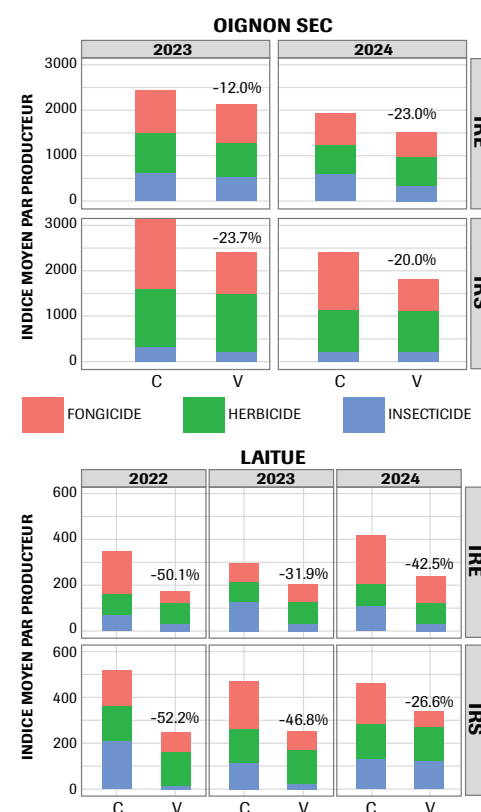 OIGNON SEC
2023 2024
INDICE MOYEN PAR PRODUCTEUR
3000
2000
1000
0
-12.0%
-23.0%
IRE
3000
2000
1000
0
-23.7%
-20.0%
IRS
C V C V
FONGICIDE HERBICIDE INSECTICIDE
LAITUE
2022 2023 2024
INDICE MOYEN PAR PRODUCTEUR
600
400
200
0
-50.1%
-31.9%
-42.5%
IRE
600
400
200
0
-52.2%
-46.8%
-26.6%
IRS
C V C V C V